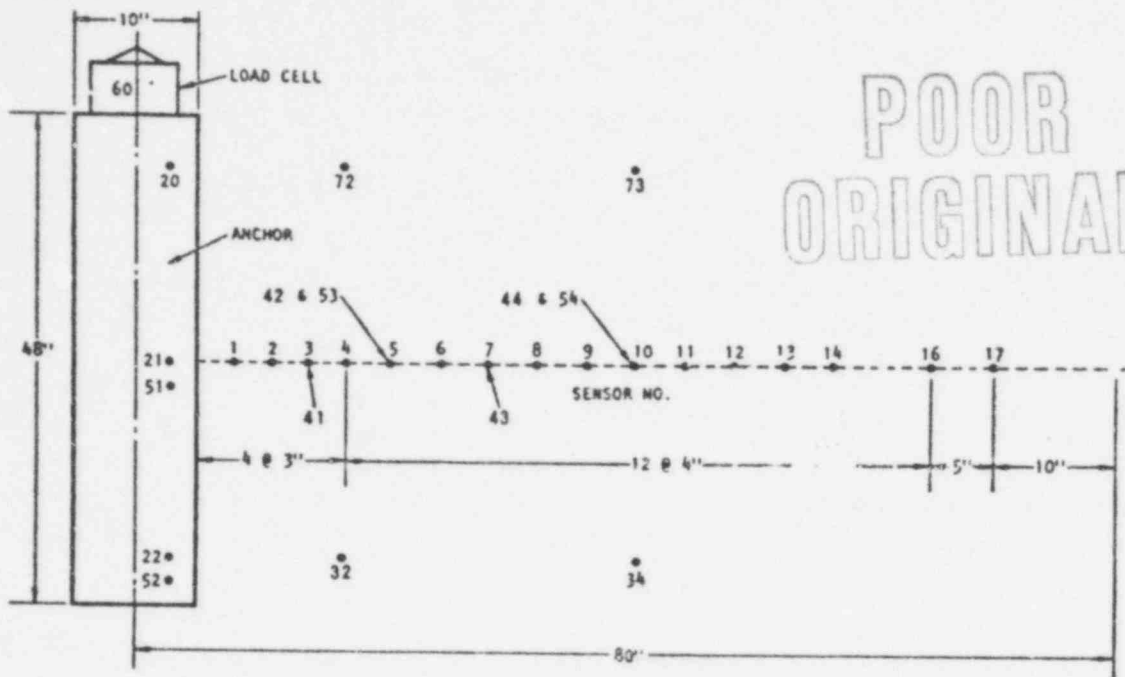 10"
LOAD CELL
60
POOR
ORIGINAL
20
72
73
ANCHOR
42 & 53
44 & 54
48"
21
1 2 3 4 5 6 7 8 9 10 11 12 13 14 16 17
51
SENSOR NO.
41
43
4 @ 3"
12 @ 4"
5"
10"
22
52
32
34
80"